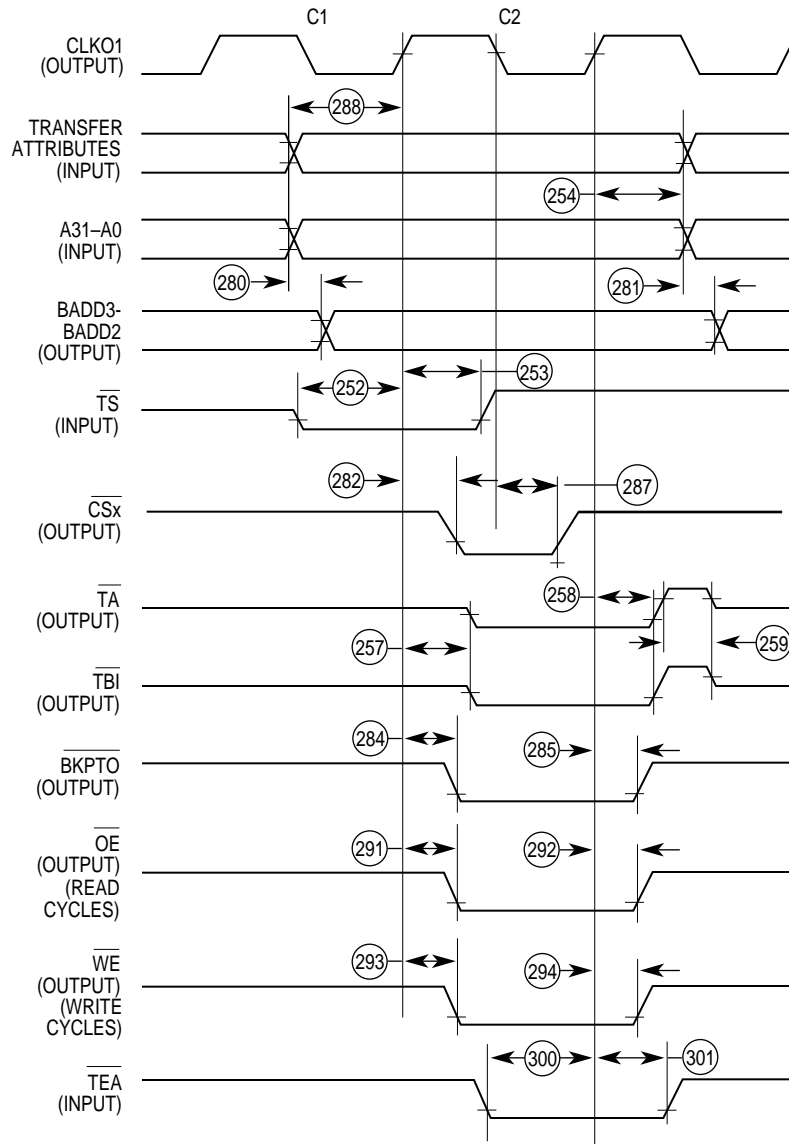 C1 C2
CLKO1
(OUTPUT)
288
TRANSFER
ATTRIBUTES
(INPUT)
254
A31–A0
(INPUT)
280 281
BADD3-
BADD2
(OUTPUT)
252 253
TS
(INPUT)
282 287
CSx
(OUTPUT)
258
TA
(OUTPUT)
257 259
TBI
(OUTPUT)
284 285
BKPTO
(OUTPUT)
291 292
OE
(OUTPUT)
(READ
CYCLES)
293 294
WE
(OUTPUT)
(WRITE
CYCLES)
300 301
TEA
(INPUT)